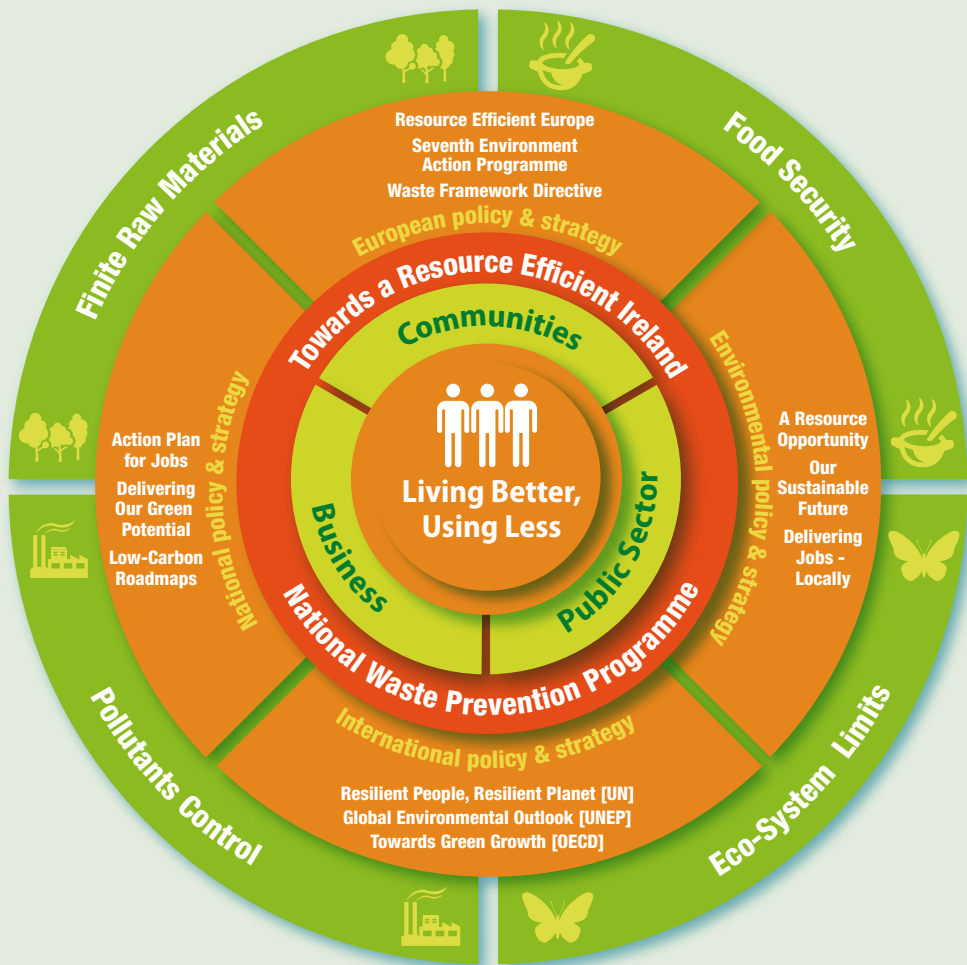 Finite Raw Materials
Food Security
Resource Efficient Europe
Seventh Environment
Action Programme
Waste Framework Directive
European policy & strategy
Towards a Resource Efficient Ireland
Communities
Living Better,
Using Less
Business
Public Sector
National Waste Prevention Programme
National policy & strategy
Action Plan
for Jobs
Delivering
Our Green
Potential
Low-Carbon
Roadmaps
Environmental policy & strategy
A Resource
Opportunity
Our
Sustainable
Future
Delivering
Jobs -
Locally
International policy & strategy
Resilient People, Resilient Planet [UN]
Global Environmental Outlook [UNEP]
Towards Green Growth [OECD]
Pollutants Control
Eco-System Limits